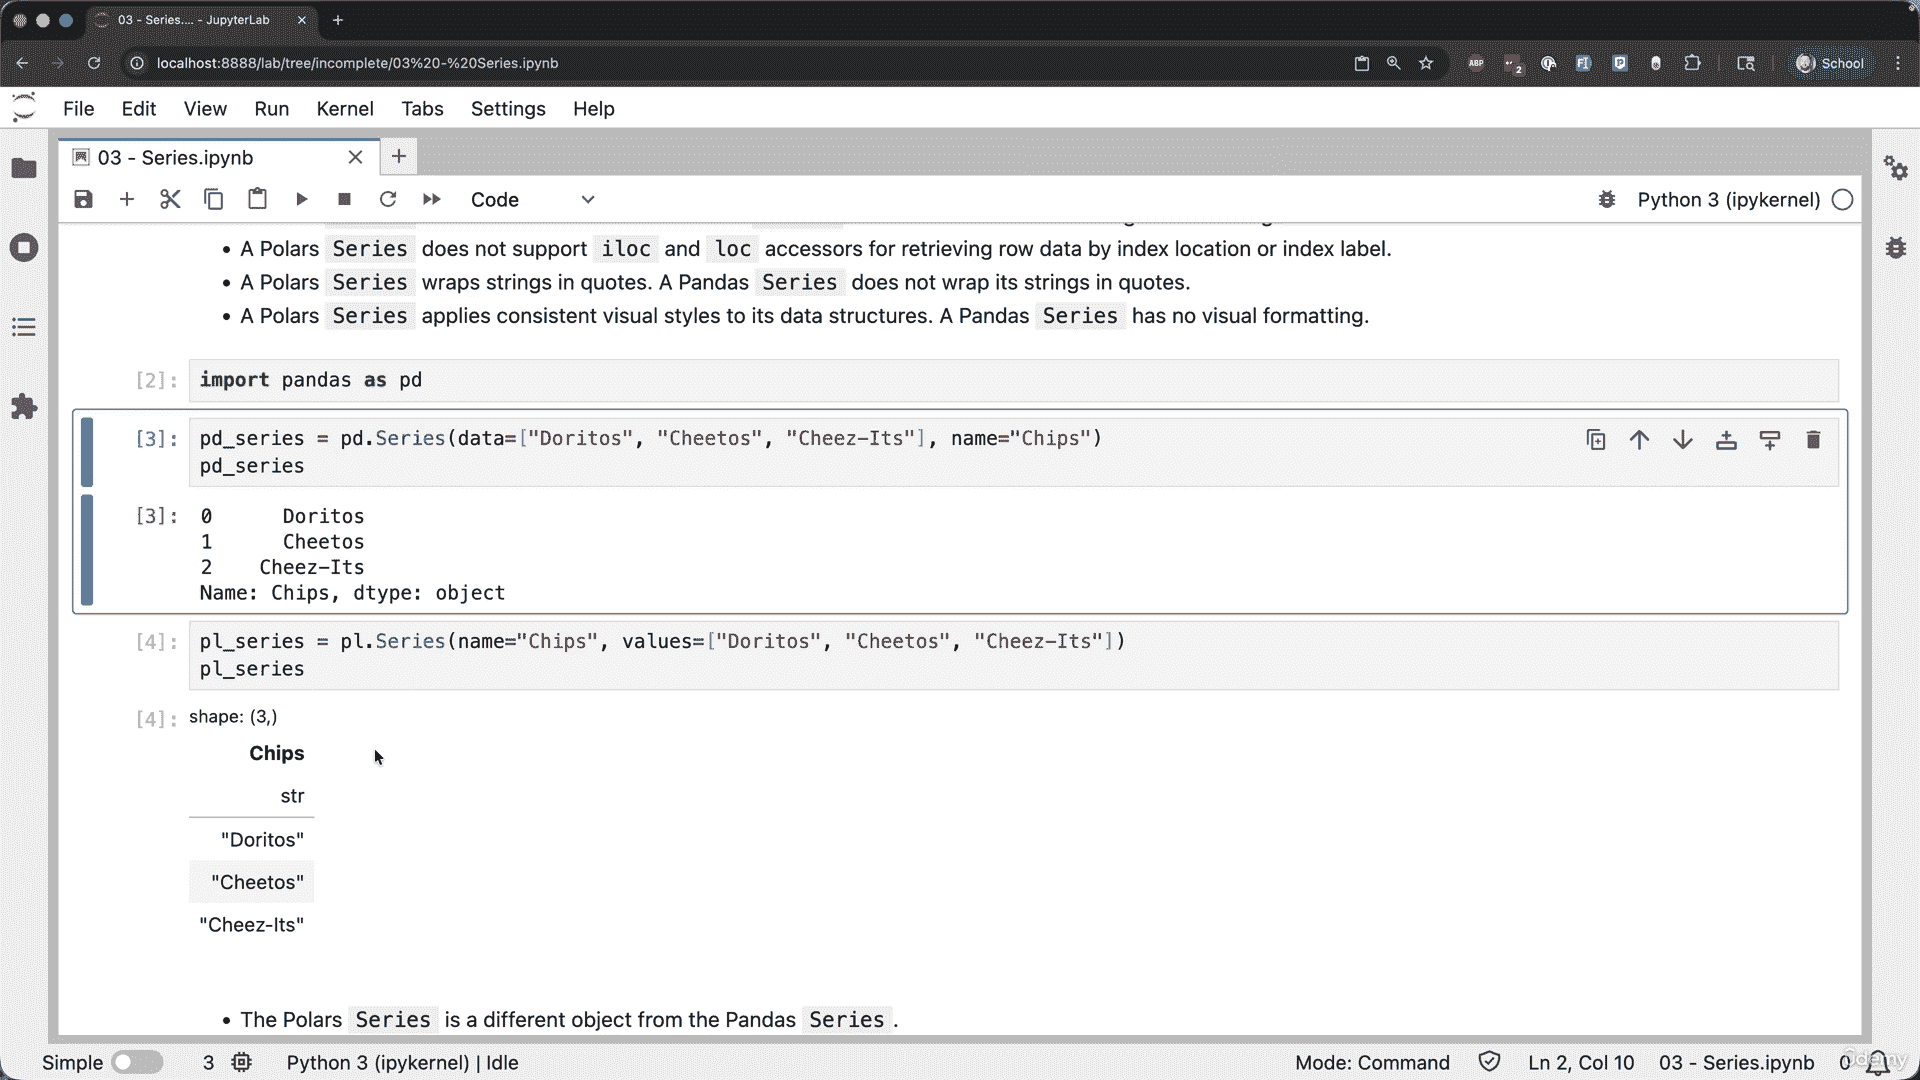 03 - Series.... - JupyterLab
localhost:8888/lab/tree/incomplete/03%20-%20Series.ipynb
ABP
2
School
File Edit View Run Kernel Tabs Settings Help
03 - Series.ipynb
Code
Python 3 (ipykernel)
• A Polars Series does not support iloc and loc accessors for retrieving row data by index location or index label.
• A Polars Series wraps strings in quotes. A Pandas Series does not wrap its strings in quotes.
• A Polars Series applies consistent visual styles to its data structures. A Pandas Series has no visual formatting.
[2]: import pandas as pd
[3]: pd_series = pd.Series(data=["Doritos", "Cheetos", "Cheez-Its"], name="Chips")
pd_series
[3]: 0 Doritos
1 Cheetos
2 Cheez-Its
Name: Chips, dtype: object
[4]: pl_series = pl.Series(name="Chips", values=["Doritos", "Cheetos", "Cheez-Its"])
pl_series
[4]: shape: (3,)
Chips
str
"Doritos"
"Cheetos"
"Cheez-Its"
• The Polars Series is a different object from the Pandas Series.
Simple 3 Python 3 (ipykernel) | Idle Mode: Command Ln 2, Col 10 03 - Series.ipynb 0
Udemy